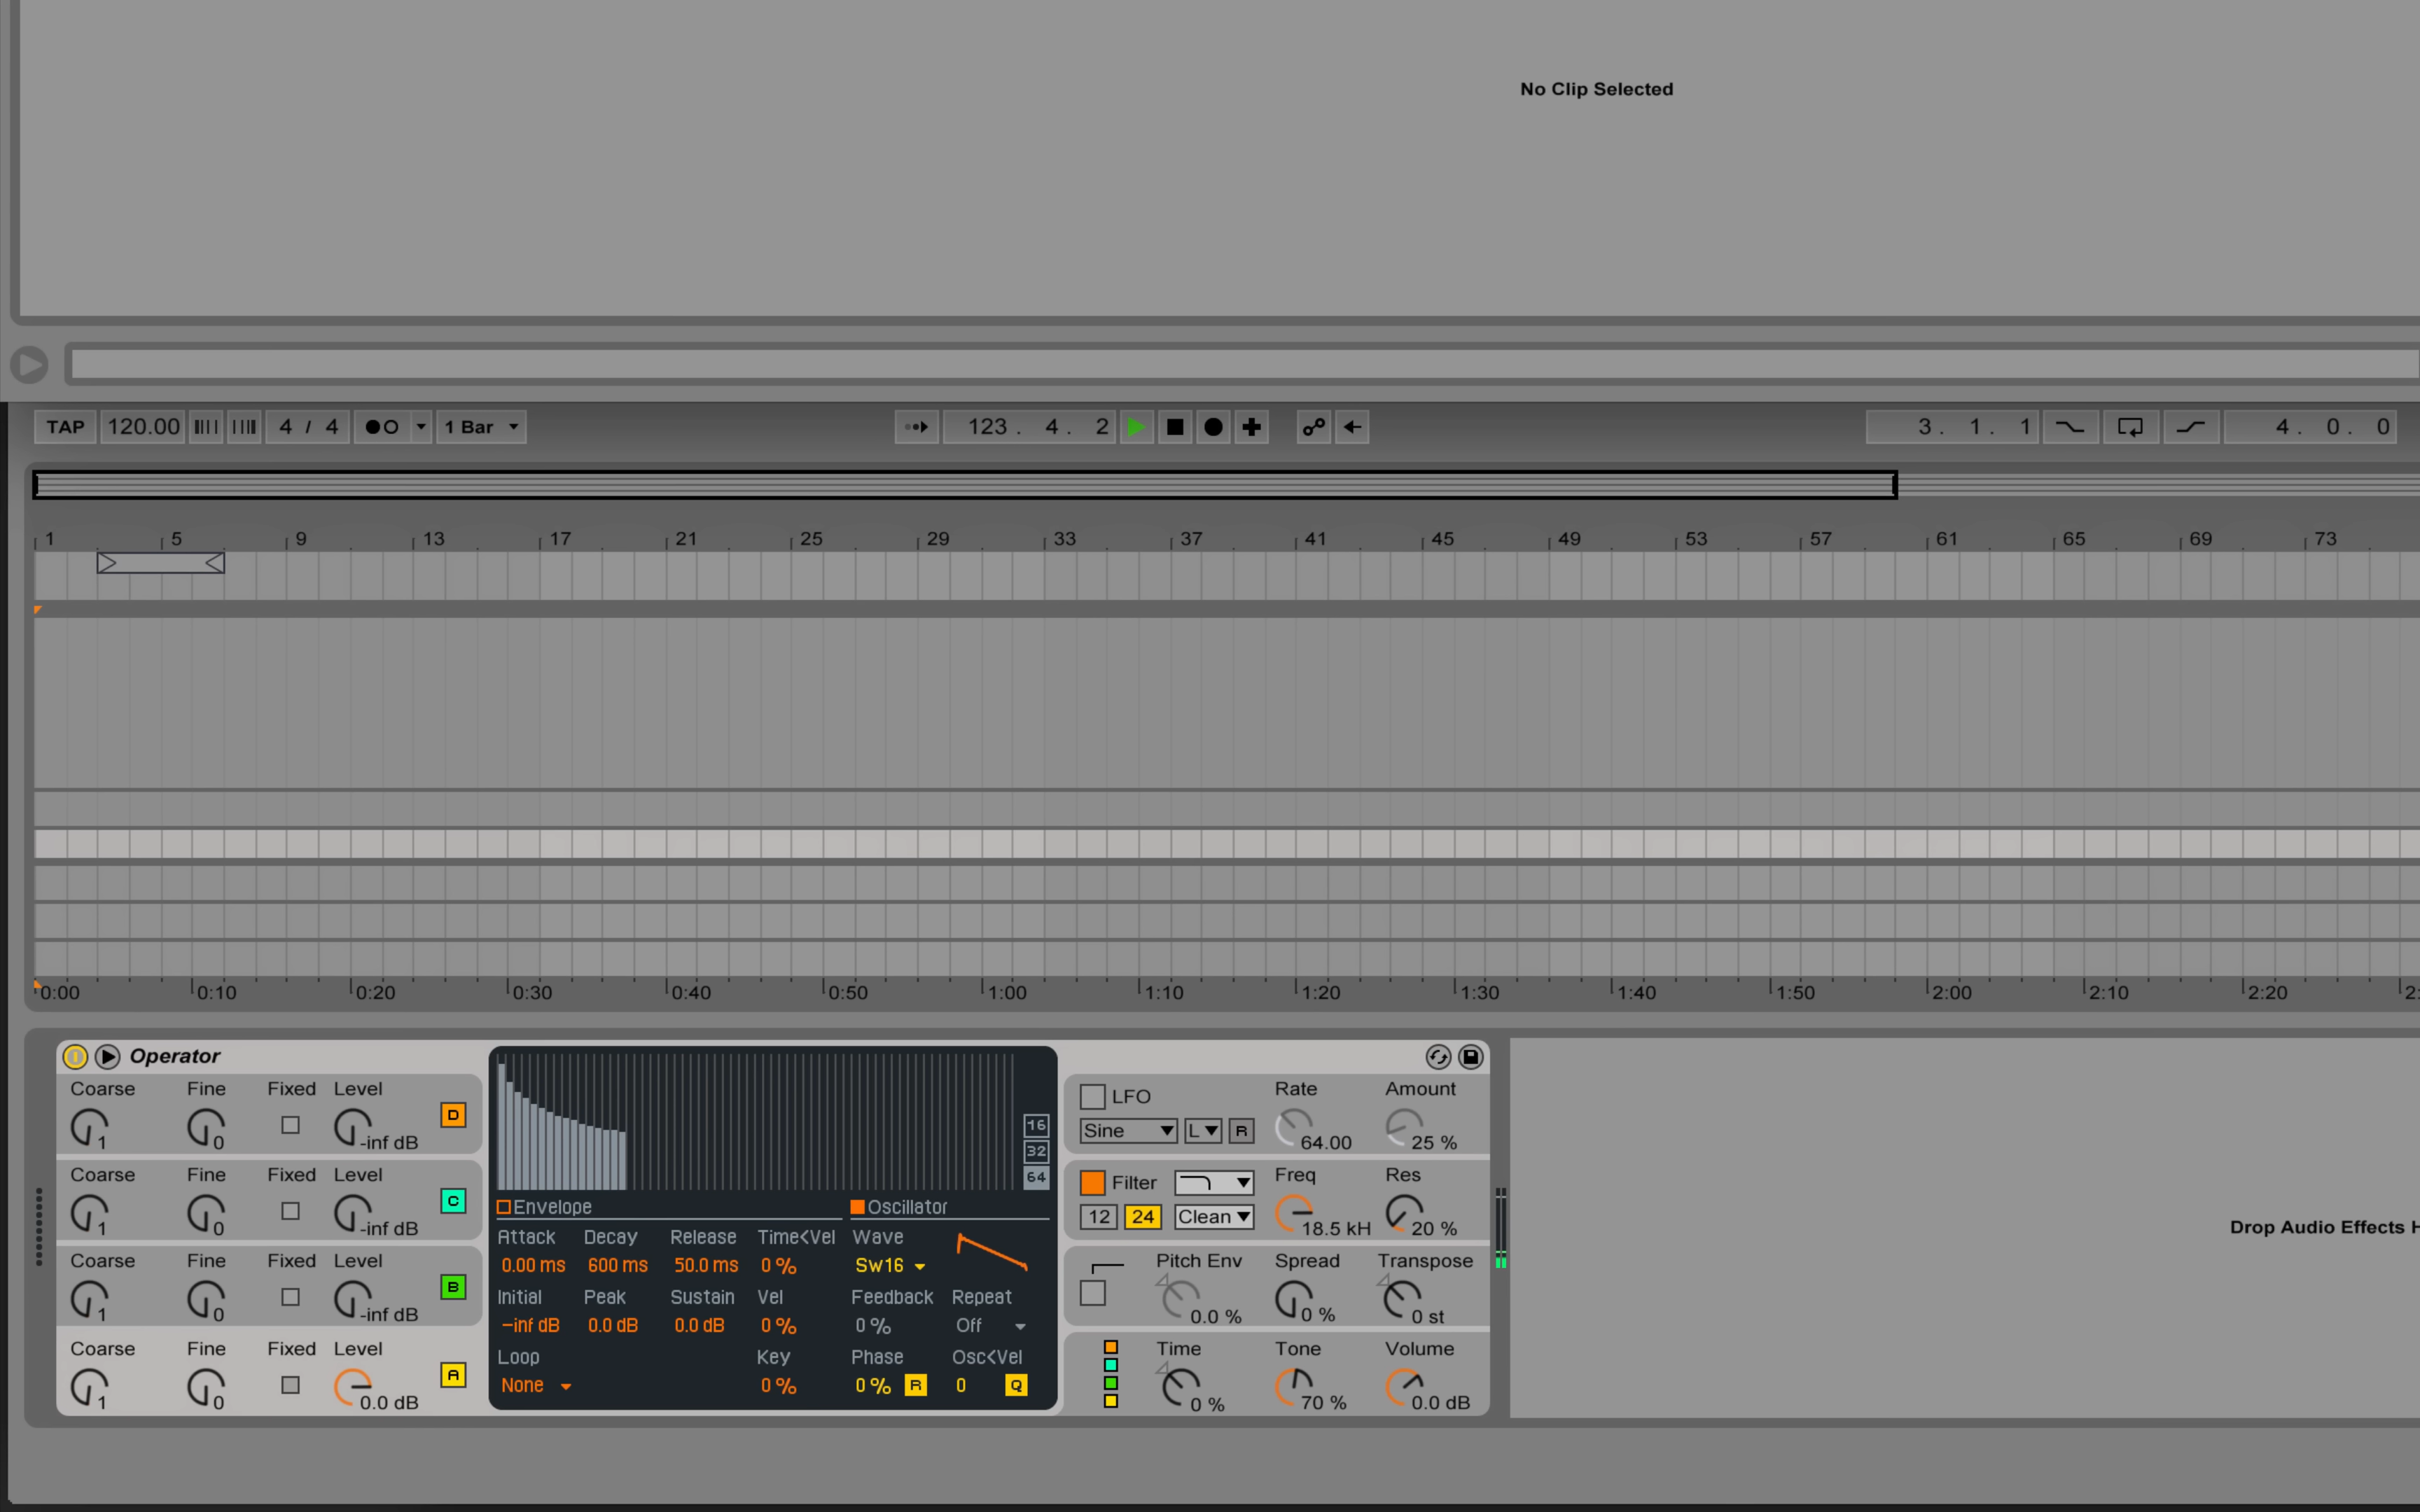 No Clip Selected
TAP 120.00 4 / 4 1 Bar 123. 4. 2 3. 1. 1 4. 0. 0
1 5 9 13 17 21 25 29 33 37 41 45 49 53 57 61 65 69 73
0:00 0:10 0:20 0:30 0:40 0:50 1:00 1:10 1:20 1:30 1:40 1:50 2:00 2:10 2:20 2:
Operator
Coarse Fine Fixed Level
1 0 -inf dB D
Coarse Fine Fixed Level
1 0 -inf dB C
Coarse Fine Fixed Level
1 0 -inf dB B
Coarse Fine Fixed Level
1 0 0.0 dB A
16
32
64
Envelope Oscillator
Attack Decay Release Time<Vel Wave
0.00 ms 600 ms 50.0 ms 0 % Sw16
Initial Peak Sustain Vel Feedback Repeat
-inf dB 0.0 dB 0.0 dB 0 % 0 % Off
Loop Key Phase Osc<Vel
None 0 % 0 % R 0 Q
LFO Rate Amount
Sine L R 64.00 25 %
Filter Freq Res
12 24 Clean 18.5 kH 20 %
Pitch Env Spread Transpose
0.0 % 0 % 0 st
Time Tone Volume
0 % 70 % 0.0 dB
Drop Audio Effects H